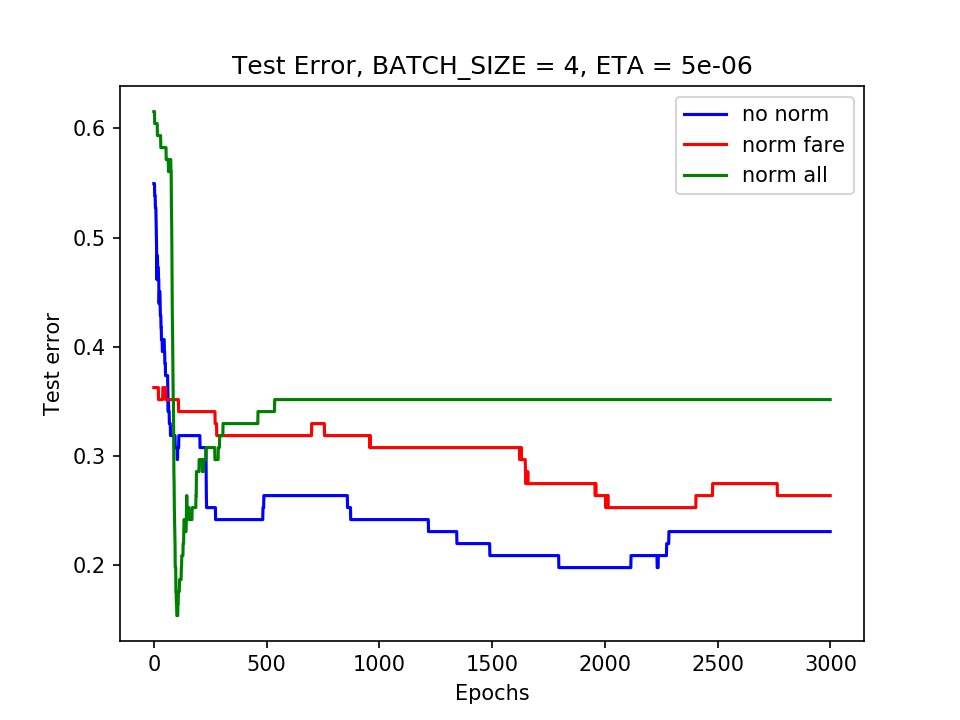 Test Error, BATCH_SIZE = 4, ETA = 5e-06
no norm
norm fare
norm all
0.6
0.5
0.4
0.3
0.2
Test error
0 500 1000 1500 2000 2500 3000
Epochs